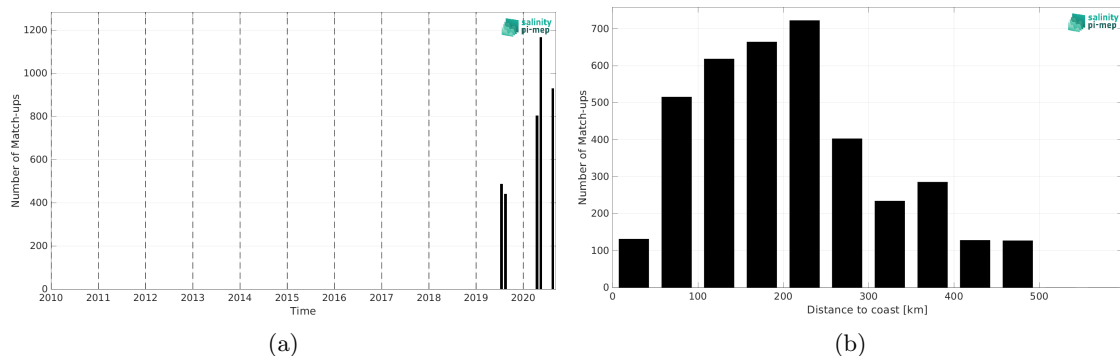 salinity
pi-mep
1200
1000
800
600
400
200
0
Number of Match-ups
2010 2011 2012 2013 2014 2015 2016 2017 2018 2019 2020
Time
(a)
salinity
pi-mep
700
600
500
400
300
200
100
0
Number of Match-ups
0 100 200 300 400 500
Distance to coast [km]
(b)